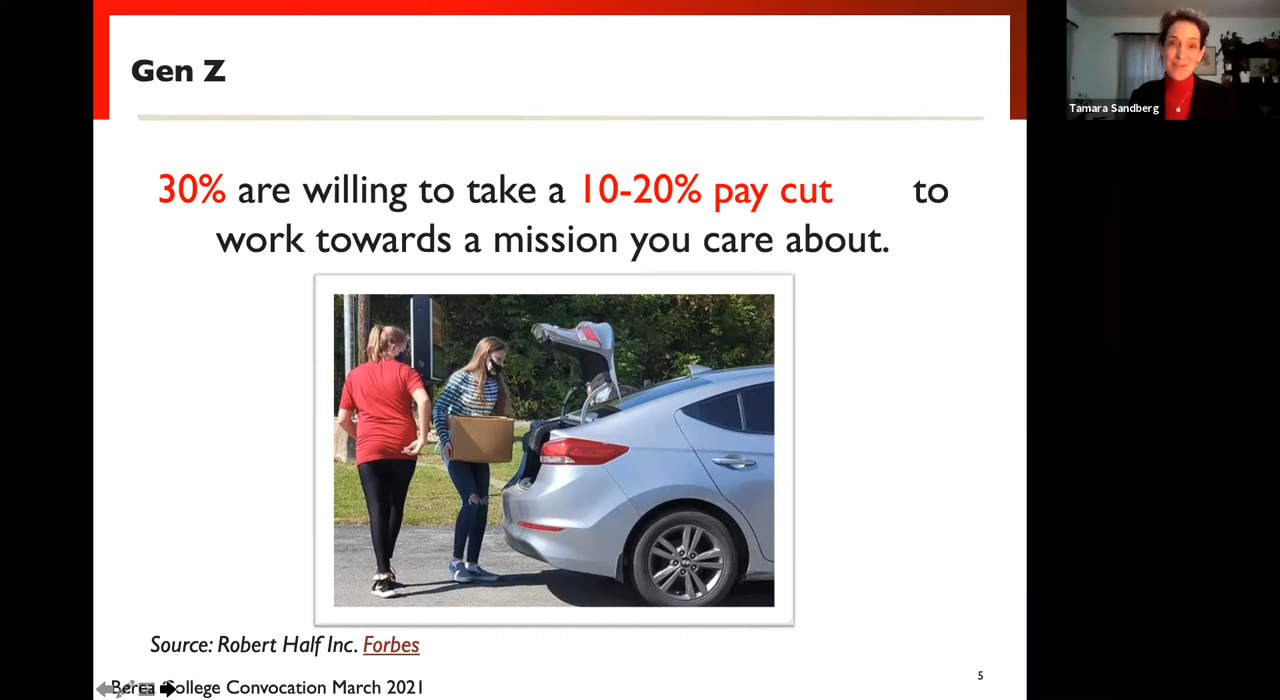 Gen Z
Tamara Sandberg
30% are willing to take a 10-20% pay cut to
work towards a mission you care about.
Source: Robert Half Inc. Forbes
5
Berea College Convocation March 2021